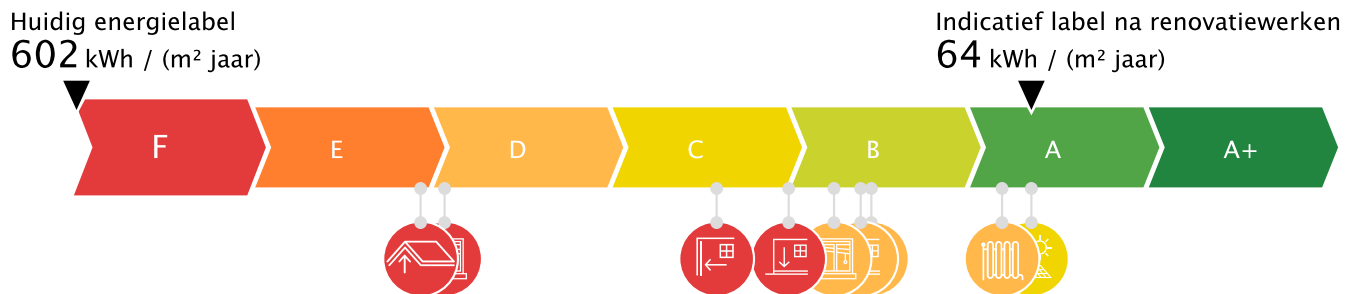 Huidig energielabel
602 kWh / (m² jaar)
Indicatief label na renovatiewerken
64 kWh / (m² jaar)
F
E
D
C
B
A
A+